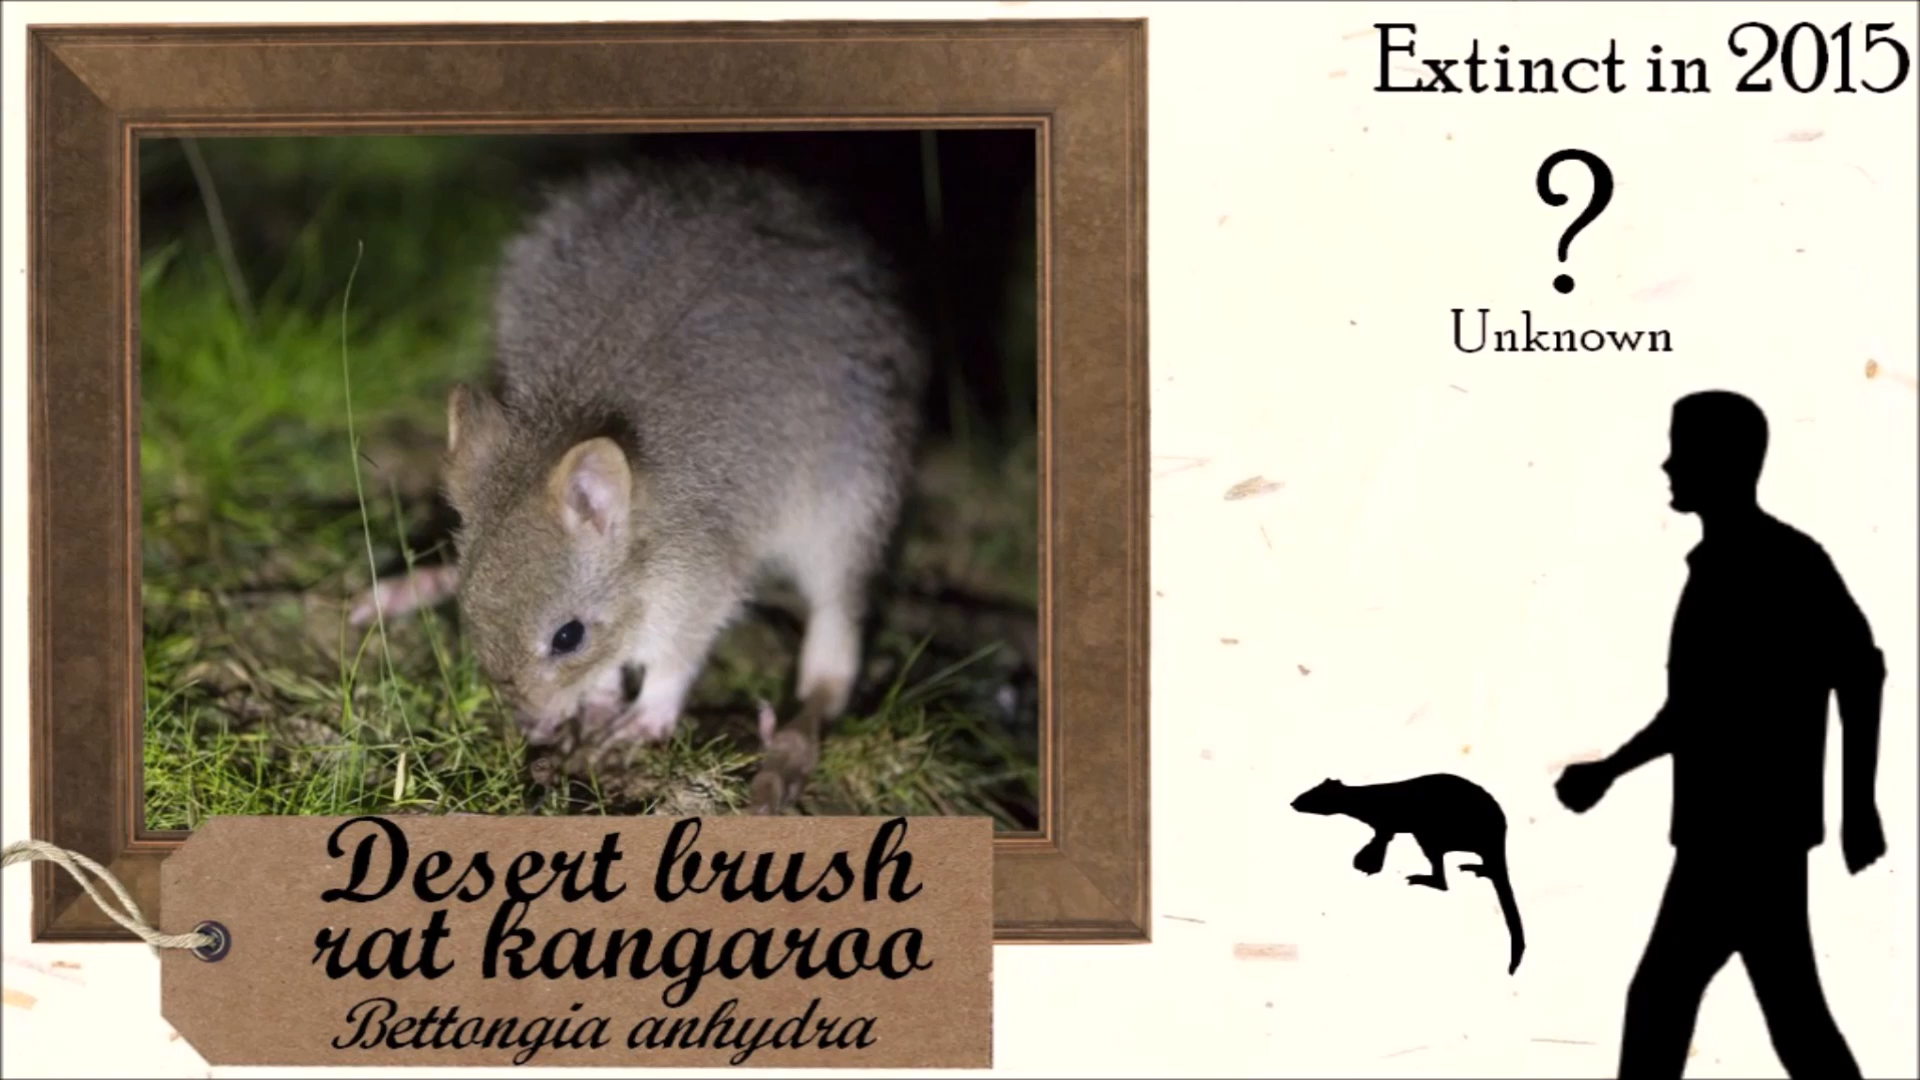 Extinct in 2015
?
Unknown
Desert brush
rat kangaroo
Bettongia anhydra